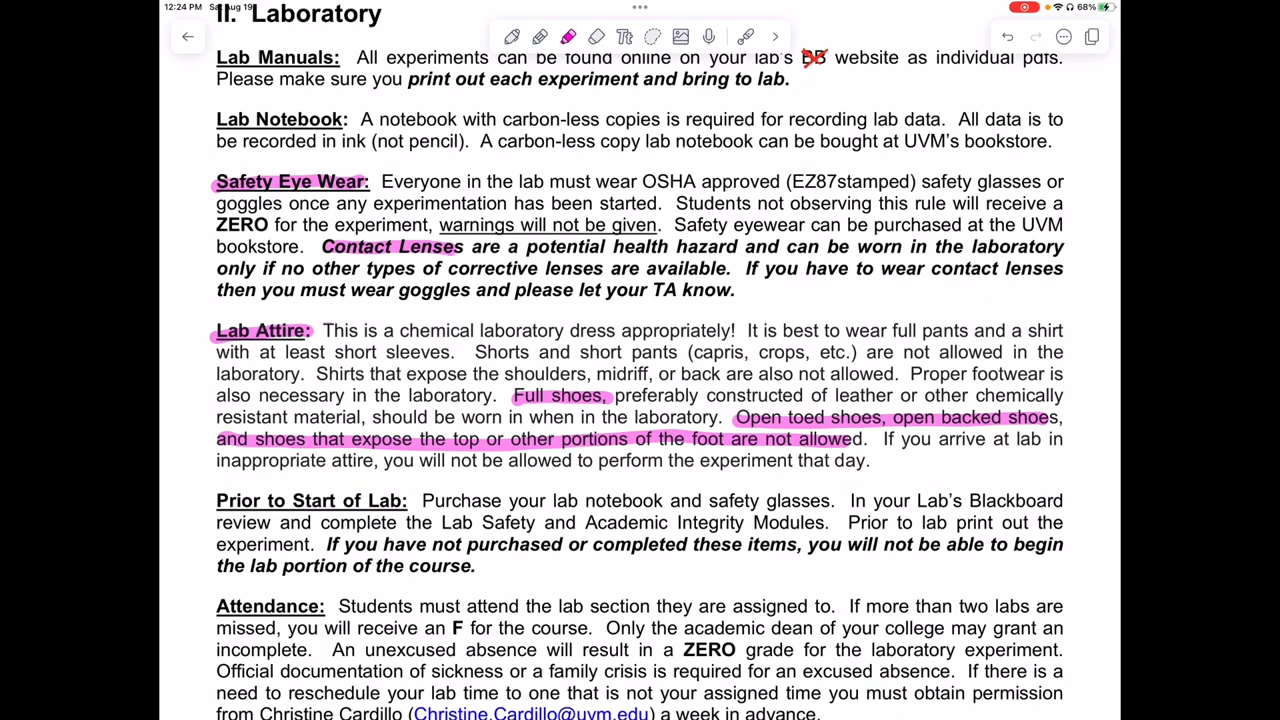 12:24 PM Sat Aug 19
68%
II. Laboratory
Lab Manuals: All experiments can be found online on your lab's BB website as individual pdfs.
Please make sure you print out each experiment and bring to lab.
Lab Notebook: A notebook with carbon-less copies is required for recording lab data. All data is to
be recorded in ink (not pencil). A carbon-less copy lab notebook can be bought at UVM's bookstore.
Safety Eye Wear: Everyone in the lab must wear OSHA approved (EZ87stamped) safety glasses or
goggles once any experimentation has been started. Students not observing this rule will receive a
ZERO for the experiment, warnings will not be given. Safety eyewear can be purchased at the UVM
bookstore. Contact Lenses are a potential health hazard and can be worn in the laboratory
only if no other types of corrective lenses are available. If you have to wear contact lenses
then you must wear goggles and please let your TA know.
Lab Attire: This is a chemical laboratory dress appropriately! It is best to wear full pants and a shirt
with at least short sleeves. Shorts and short pants (capris, crops, etc.) are not allowed in the
laboratory. Shirts that expose the shoulders, midriff, or back are also not allowed. Proper footwear is
also necessary in the laboratory. Full shoes, preferably constructed of leather or other chemically
resistant material, should be worn in when in the laboratory. Open toed shoes, open backed shoes,
and shoes that expose the top or other portions of the foot are not allowed. If you arrive at lab in
inappropriate attire, you will not be allowed to perform the experiment that day.
Prior to Start of Lab: Purchase your lab notebook and safety glasses. In your Lab's Blackboard
review and complete the Lab Safety and Academic Integrity Modules. Prior to lab print out the
experiment. If you have not purchased or completed these items, you will not be able to begin
the lab portion of the course.
Attendance: Students must attend the lab section they are assigned to. If more than two labs are
missed, you will receive an F for the course. Only the academic dean of your college may grant an
incomplete. An unexcused absence will result in a ZERO grade for the laboratory experiment.
Official documentation of sickness or a family crisis is required for an excused absence. If there is a
need to reschedule your lab time to one that is not your assigned time you must obtain permission
from Christine Cardillo (Christine.Cardillo@uvm.edu) a week in advance.